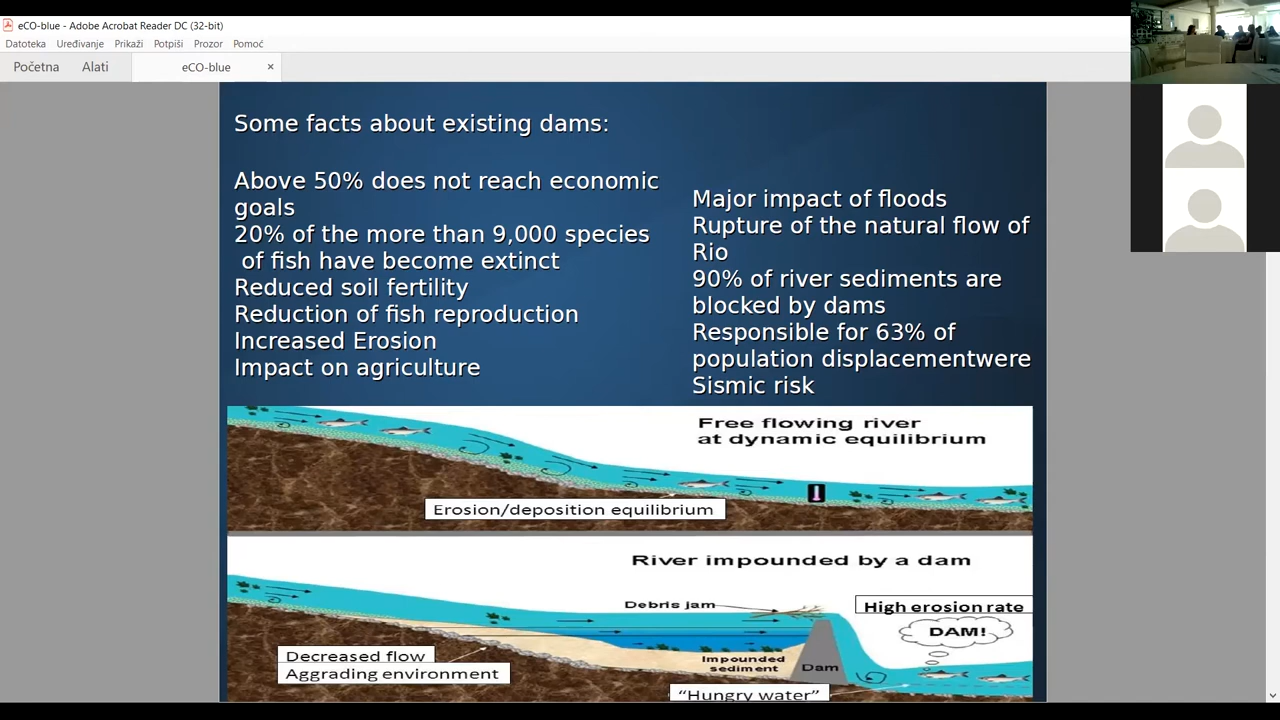 eCO-blue - Adobe Acrobat Reader DC (32-bit)
Datoteka Uređivanje Prikaži Potpiši Prozor Pomoć
Početna Alati eCO-blue ×
Some facts about existing dams:
Above 50% does not reach economic
goals
20% of the more than 9,000 species
of fish have become extinct
Reduced soil fertility
Reduction of fish reproduction
Increased Erosion
Impact on agriculture
Major impact of floods
Rupture of the natural flow of
Rio
90% of river sediments are
blocked by dams
Responsible for 63% of
population displacementwere
Sismic risk
Free flowing river
at dynamic equilibrium
Erosion/deposition equilibrium
River impounded by a dam
Debris jam
High erosion rate
DAM!
Decreased flow
Aggrading environment
Impounded
sediment
Dam
“Hungry water”